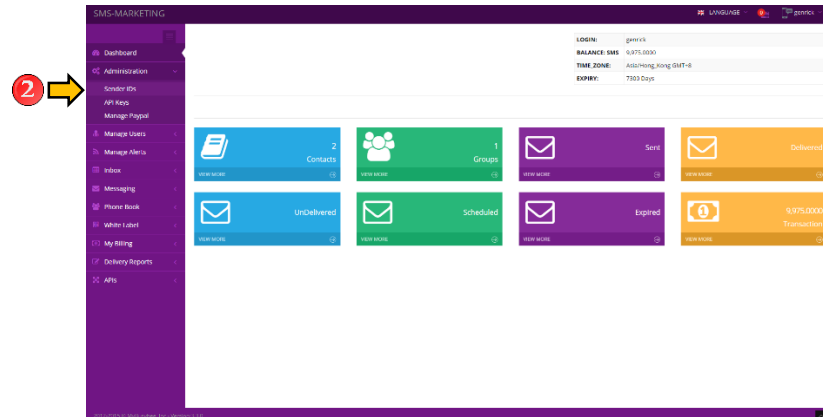 SMS-MARKETING
LANGUAGE
genrick
LOGIN: genrick
BALANCE: SMS 9,975.0000
TIME_ZONE: Asia/Hong_Kong GMT+8
EXPIRY: 7303 Days
Dashboard
Administration
2
Sender IDs
API Keys
Manage Paypal
Manage Users
Manage Alerts
Inbox
Messaging
Phone Book
White Label
My Billing
Delivery Reports
APIs
2
Contacts
VIEW MORE
1
Groups
VIEW MORE
Sent
VIEW MORE
Delivered
VIEW MORE
UnDelivered
VIEW MORE
Scheduled
VIEW MORE
Expired
VIEW MORE
9,975.0000
Transaction
VIEW MORE